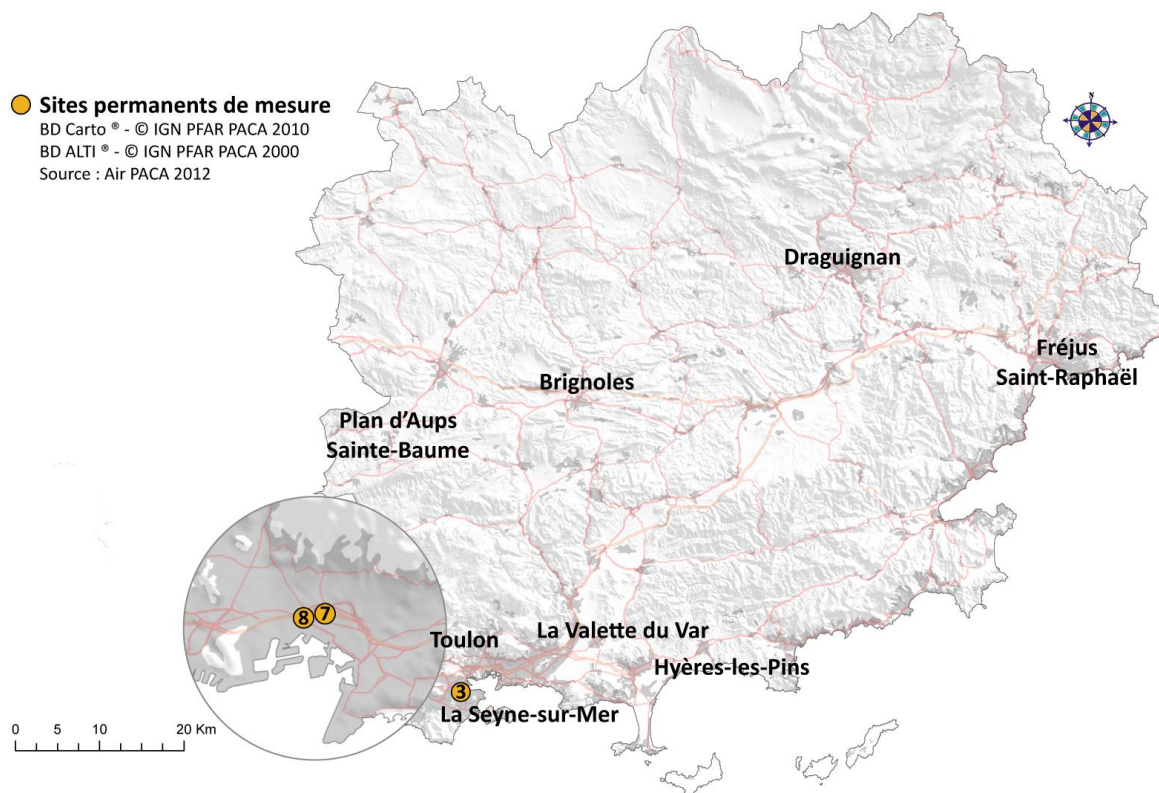 Sites permanents de mesure
BD Carto ® - © IGN PFAR PACA 2010
BD ALTI ® - © IGN PFAR PACA 2000
Source : Air PACA 2012
N
Draguignan
Fréjus
Saint-Raphaël
Brignoles
Plan d’Aups
Sainte-Baume
8
7
Toulon
La Valette du Var
Hyères-les-Pins
3
La Seyne-sur-Mer
0 5 10 20 Km